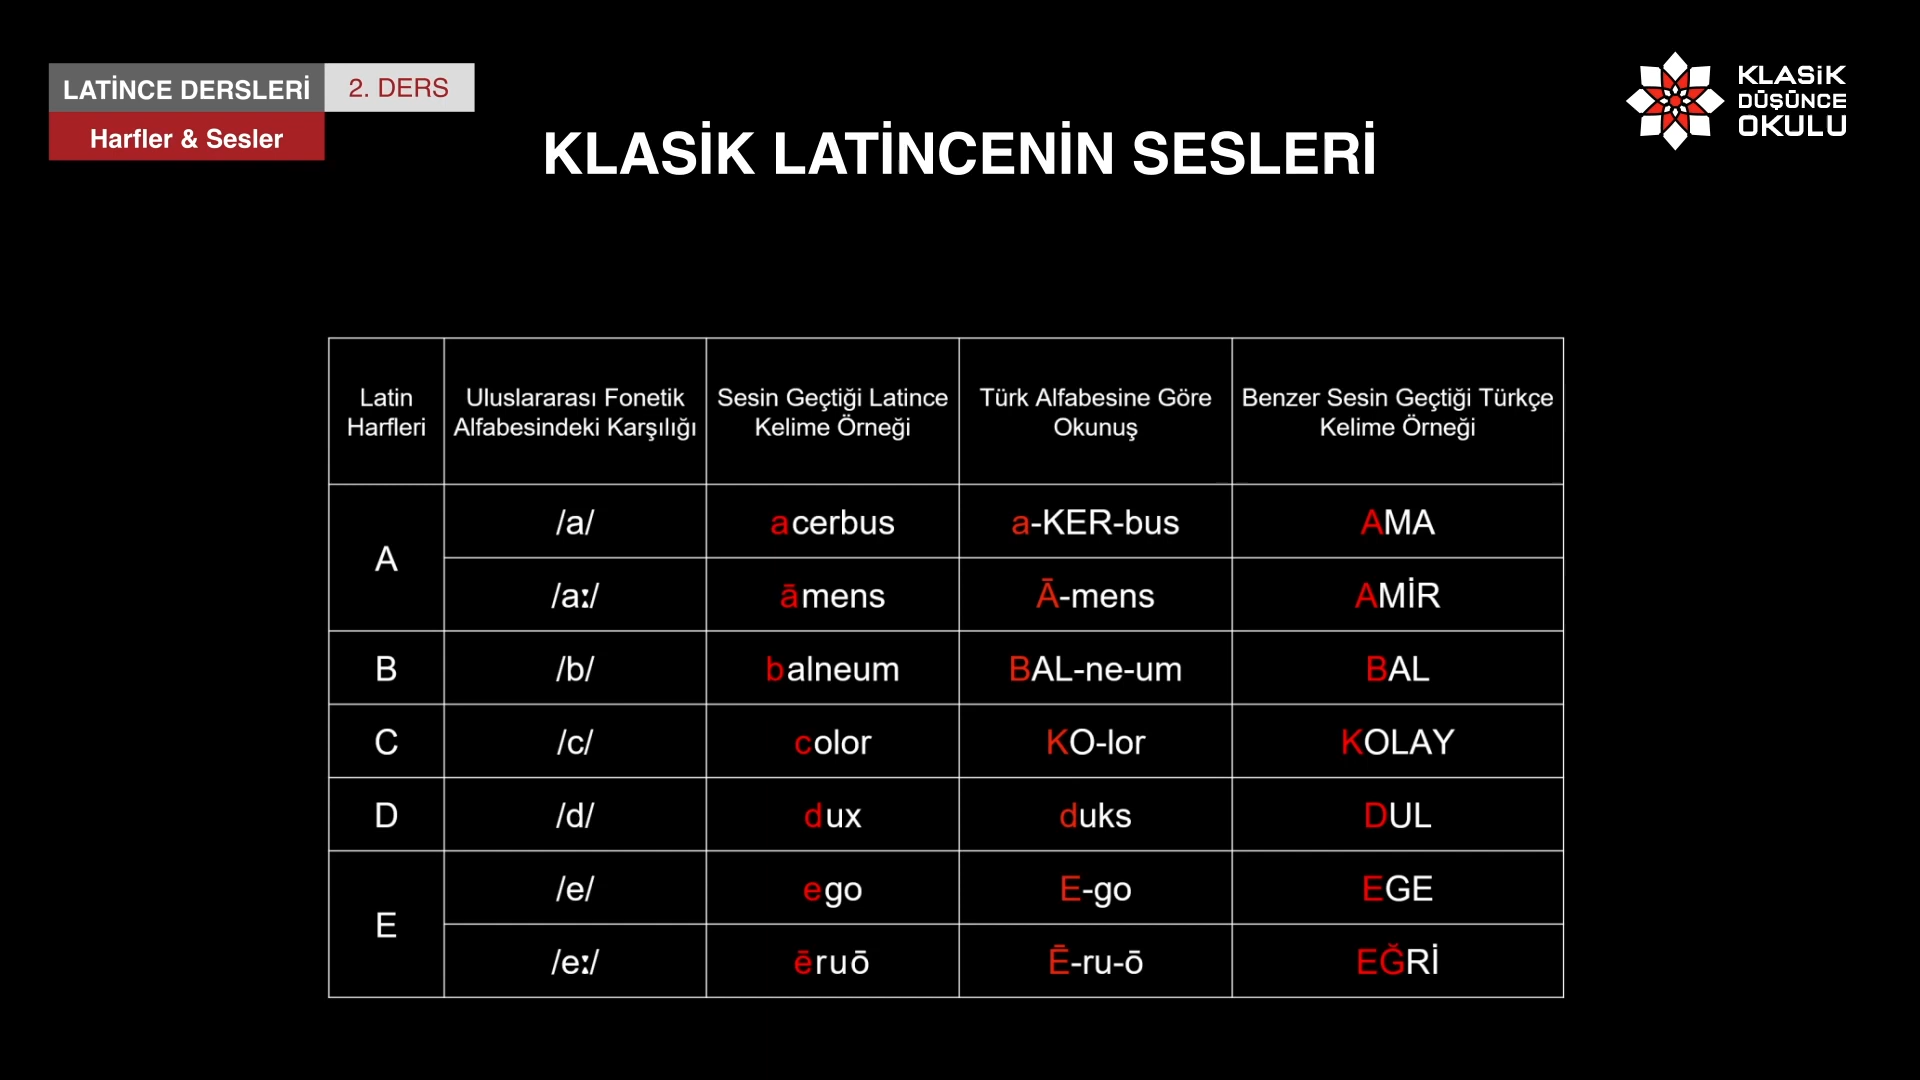 LATİNCE DERSLERİ
2. DERS
Harfler & Sesler
KLASİK
DÜŞÜNCE
OKULU
KLASİK LATİNCENİN SESLERİ
Latin Harfleri
Uluslararası Fonetik Alfabesindeki Karşılığı
Sesin Geçtiği Latince Kelime Örneği
Türk Alfabesine Göre Okunuş
Benzer Sesin Geçtiği Türkçe Kelime Örneği
A
/a/ acerbus a-KER-bus AMA
/aː/ āmens Ā-mens AMİR
B /b/ balneum BAL-ne-um BAL
C /c/ color KO-lor KOLAY
D /d/ dux duks DUL
E
/e/ ego E-go EGE
/eː/ ēruō Ē-ru-ō EĞRİ